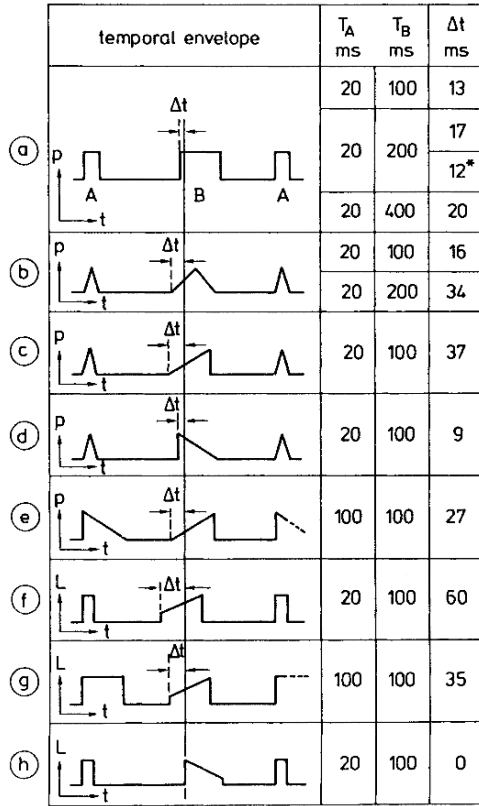 temporal envelope T_A ms T_B ms Δt ms
20 100 13
Δt
17
ⓐ p 20 200
12*
A B A
t 20 400 20
ⓑ p Δt 20 100 16
t 20 200 34
ⓒ p Δt 20 100 37
t
ⓓ p Δt 20 100 9
t
ⓔ p Δt 100 100 27
t
ⓕ L Δt 20 100 60
t
ⓖ L Δt 100 100 35
t
ⓗ L 20 100 0
t